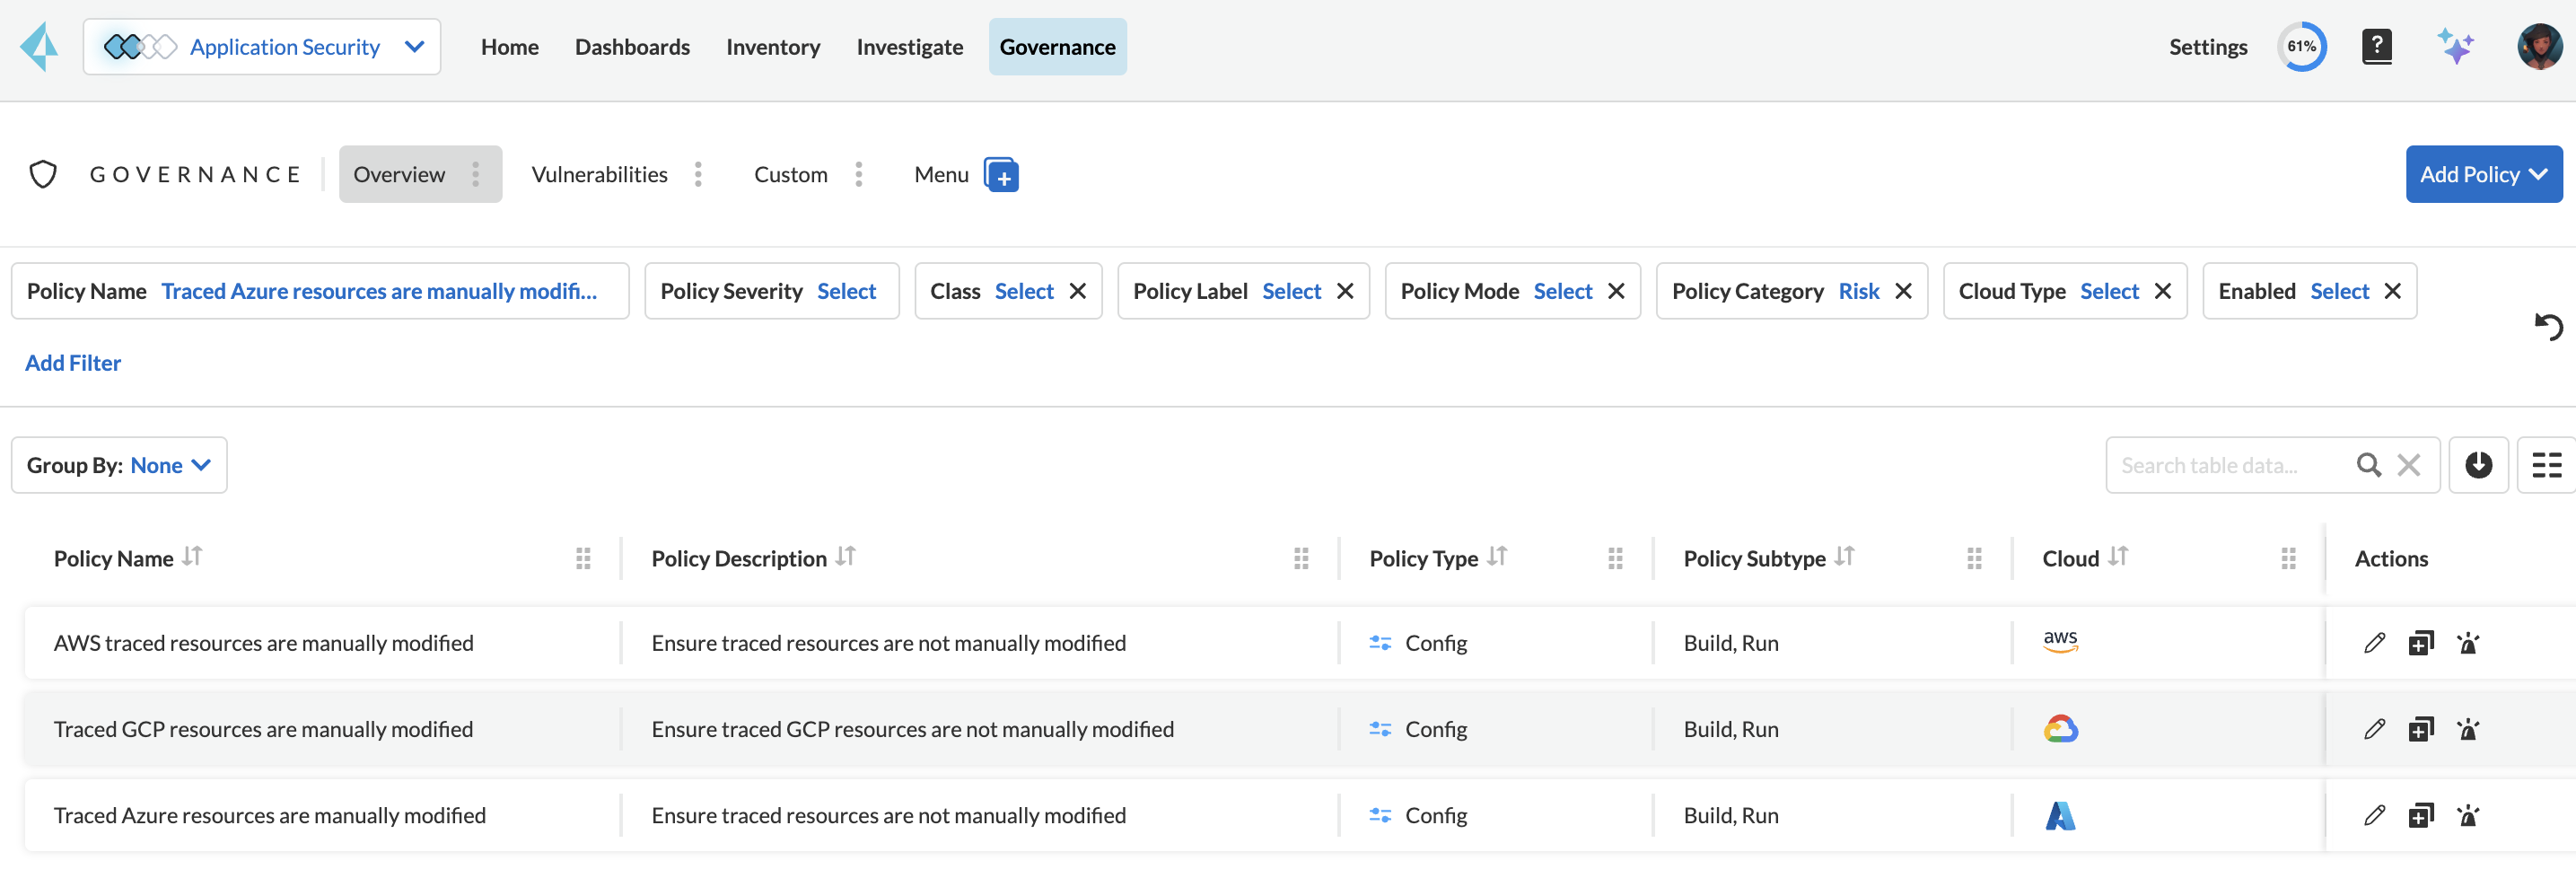 Application Security Home Dashboards Inventory Investigate Governance Settings 61% ?
GOVERNANCE Overview Vulnerabilities Custom Menu Add Policy
Policy Name Traced Azure resources are manually modifi... Policy Severity Select Class Select Policy Label Select Policy Mode Select Policy Category Risk Cloud Type Select Enabled Select
Add Filter
Group By: None Search table data...
Policy Name Policy Description Policy Type Policy Subtype Cloud Actions
AWS traced resources are manually modified Ensure traced resources are not manually modified Config Build, Run aws
Traced GCP resources are manually modified Ensure traced GCP resources are not manually modified Config Build, Run
Traced Azure resources are manually modified Ensure traced resources are not manually modified Config Build, Run